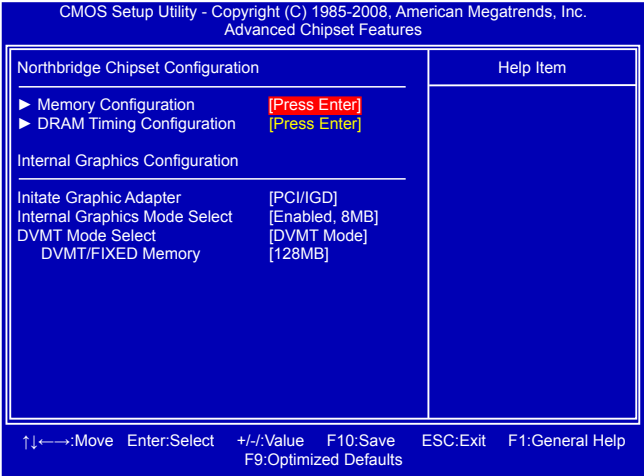 CMOS Setup Utility - Copyright (C) 1985-2008, American Megatrends, Inc.
Advanced Chipset Features
Northbridge Chipset Configuration
Help Item
► Memory Configuration [Press Enter]
► DRAM Timing Configuration [Press Enter]
Internal Graphics Configuration
Initate Graphic Adapter [PCI/IGD]
Internal Graphics Mode Select [Enabled, 8MB]
DVMT Mode Select [DVMT Mode]
DVMT/FIXED Memory [128MB]
↑↓←→:Move Enter:Select +/-/:Value F10:Save ESC:Exit F1:General Help
F9:Optimized Defaults